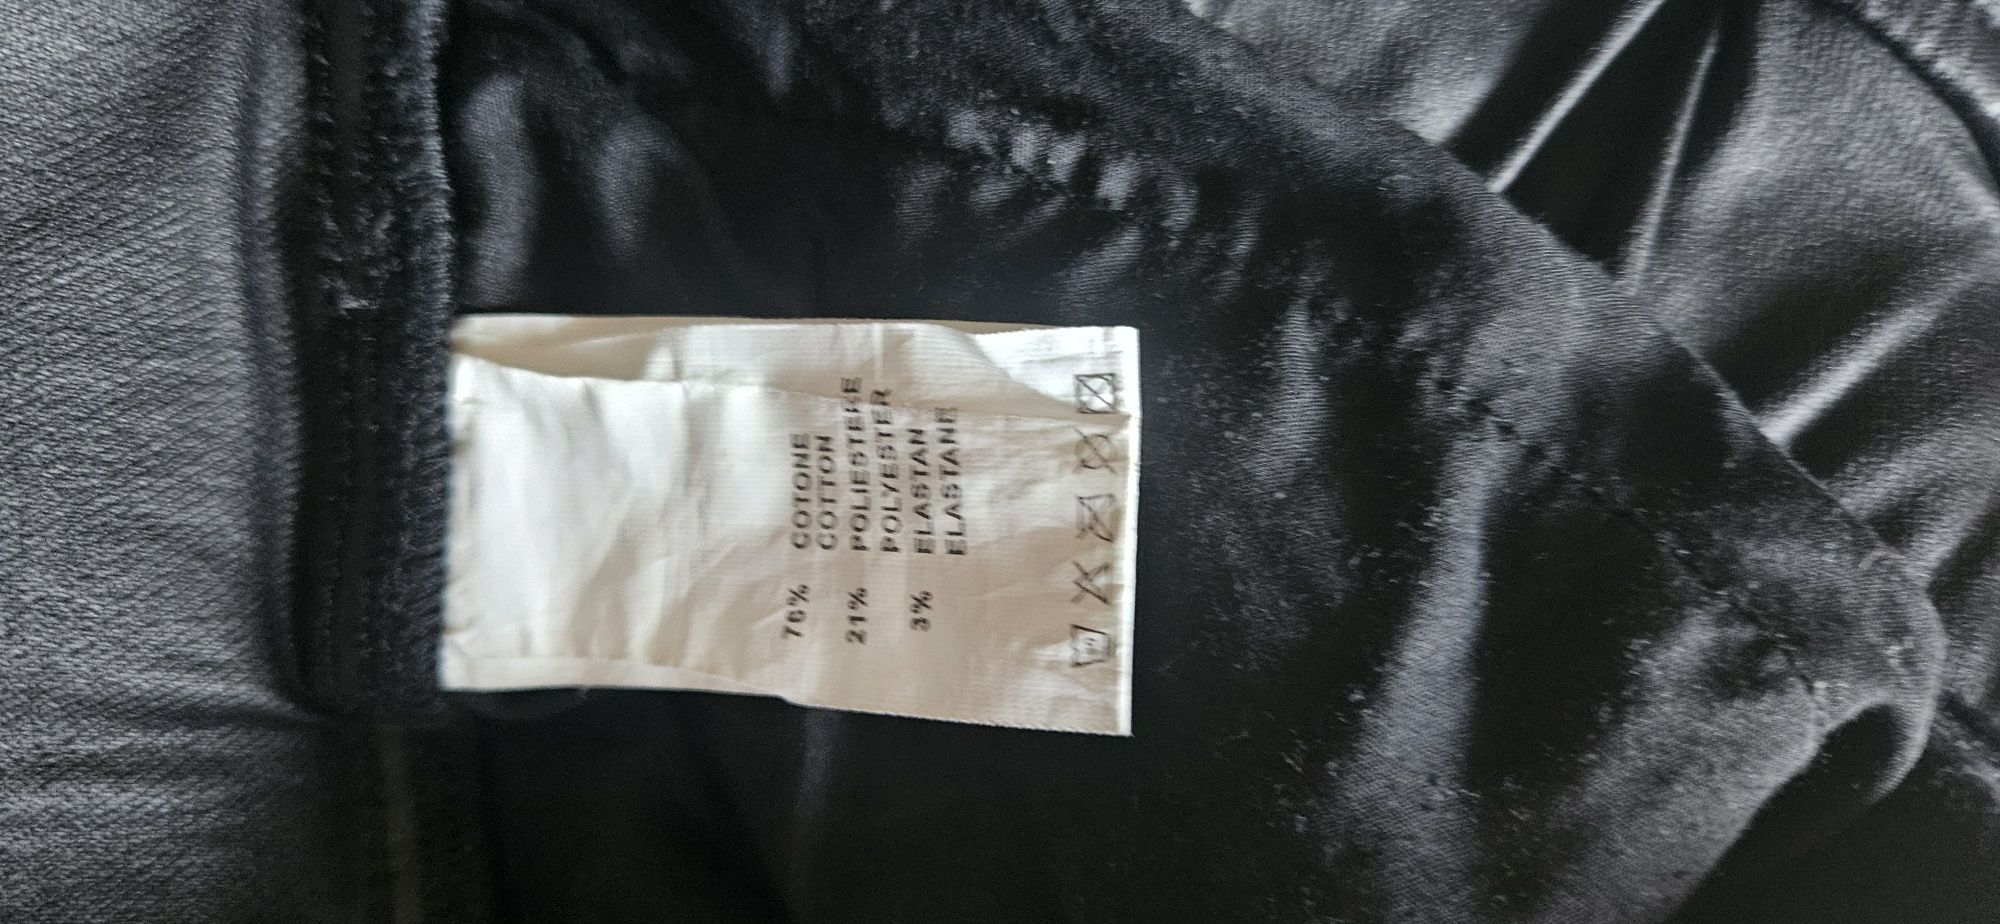 76% COTONE
COTTON
21% POLIESTERE
POLYESTER
3% ELASTAN
ELASTANE